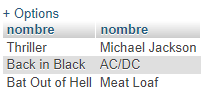 + Options
nombre nombre
Thriller Michael Jackson
Back in Black AC/DC
Bat Out of Hell Meat Loaf